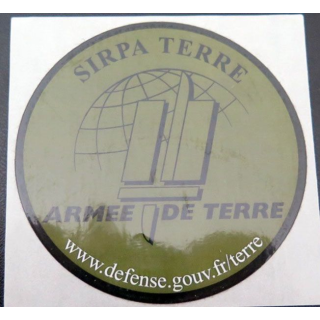 SIRPA TERRE
ARMEE DE TERRE
www.defense.gouv.fr/terre